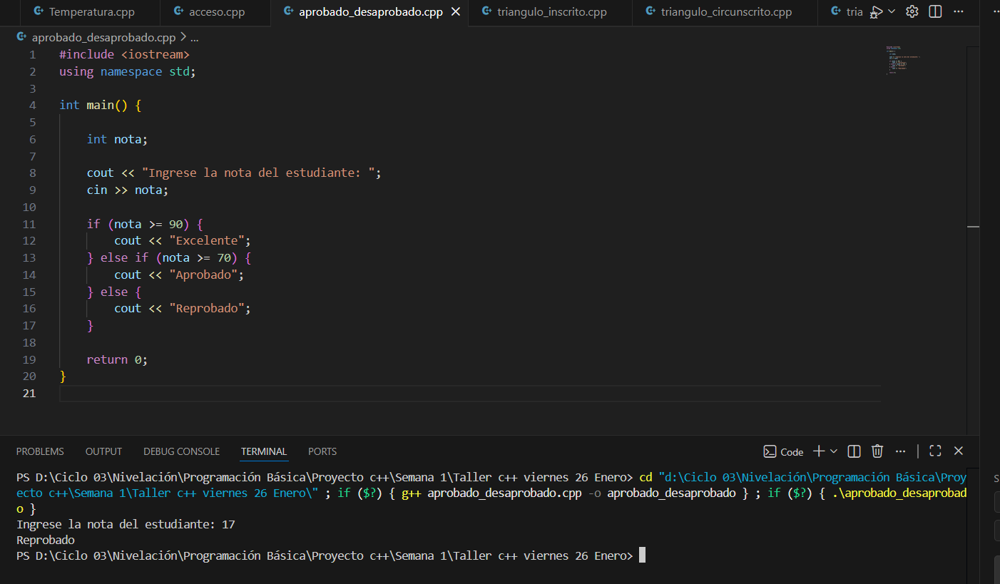 Temperatura.cpp acceso.cpp aprobado_desaprobado.cpp triangulo_inscrito.cpp triangulo_circunscrito.cpp tria
aprobado_desaprobado.cpp > ...
1 #include <iostream>
2 using namespace std;
3
4 int main() {
5
6 int nota;
7
8 cout << "Ingrese la nota del estudiante: ";
9 cin >> nota;
10
11 if (nota >= 90) {
12 cout << "Excelente";
13 } else if (nota >= 70) {
14 cout << "Aprobado";
15 } else {
16 cout << "Reprobado";
17 }
18
19 return 0;
20 }
21
PROBLEMS OUTPUT DEBUG CONSOLE TERMINAL PORTS Code
PS D:\Ciclo 03\Nivelación\Programación Básica\Proyecto c++\Semana 1\Taller c++ viernes 26 Enero> cd "d:\Ciclo 03\Nivelación\Programación Básica\Proy
ecto c++\Semana 1\Taller c++ viernes 26 Enero\" ; if ($?) { g++ aprobado_desaprobado.cpp -o aprobado_desaprobado } ; if ($?) { .\aprobado_desaprobad
o }
Ingrese la nota del estudiante: 17
Reprobado
PS D:\Ciclo 03\Nivelación\Programación Básica\Proyecto c++\Semana 1\Taller c++ viernes 26 Enero>